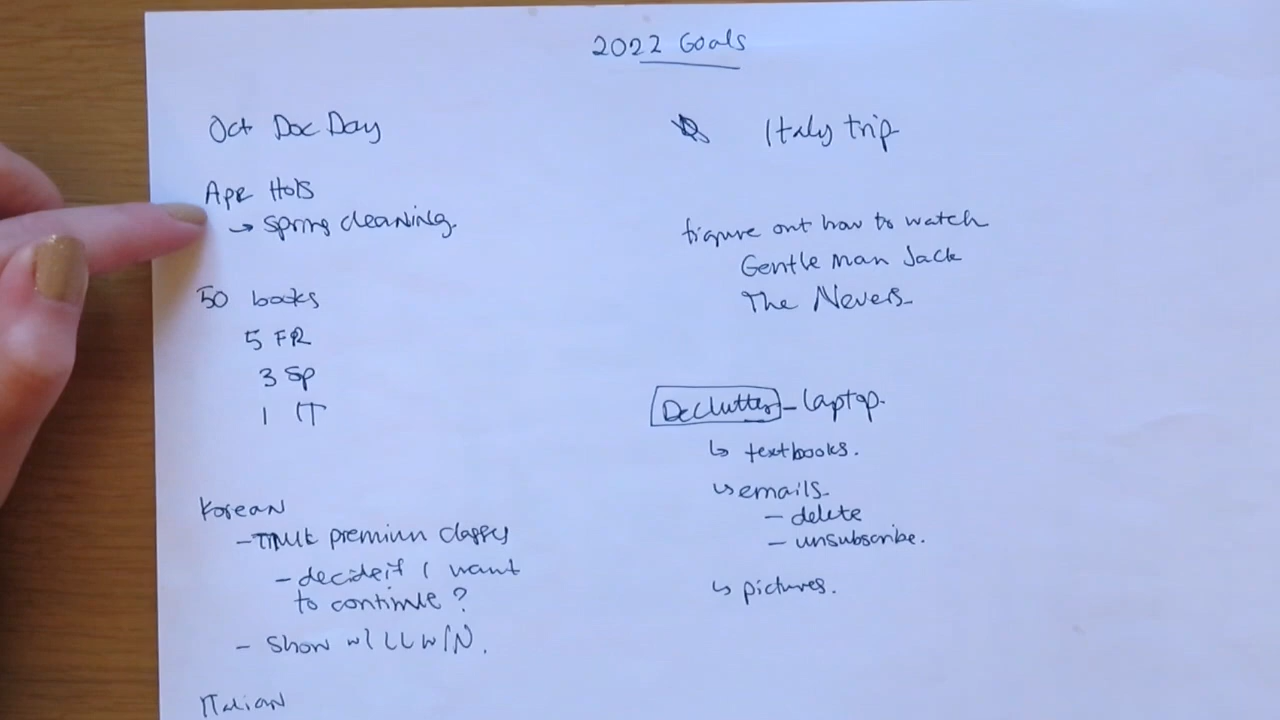 2022 Goals
Oct Doc Day
Apr Hols
→ spring cleaning.
50 books
5 FR
3 Sp
1 IT
Korean
- TTMIK premium classes
- decide if I want
to continue?
- Show w/ LLW/N.
Italian
Italy trip
figure out how to watch
Gentle man Jack
The Nevers
Declutter - laptop.
↳ textbooks.
↳ emails
- delete
- unsubscribe.
↳ pictures.